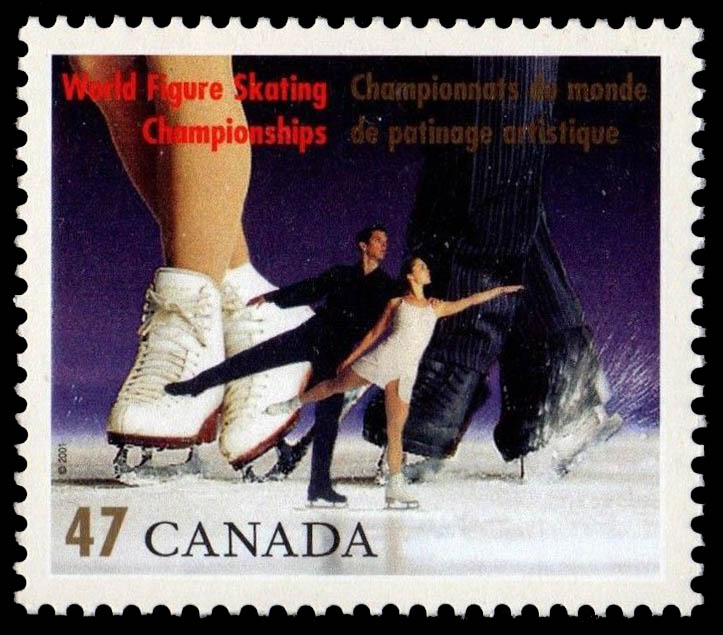 World Figure Skating
Championships
Championnats du monde
de patinage artistique
© 2001
47 CANADA